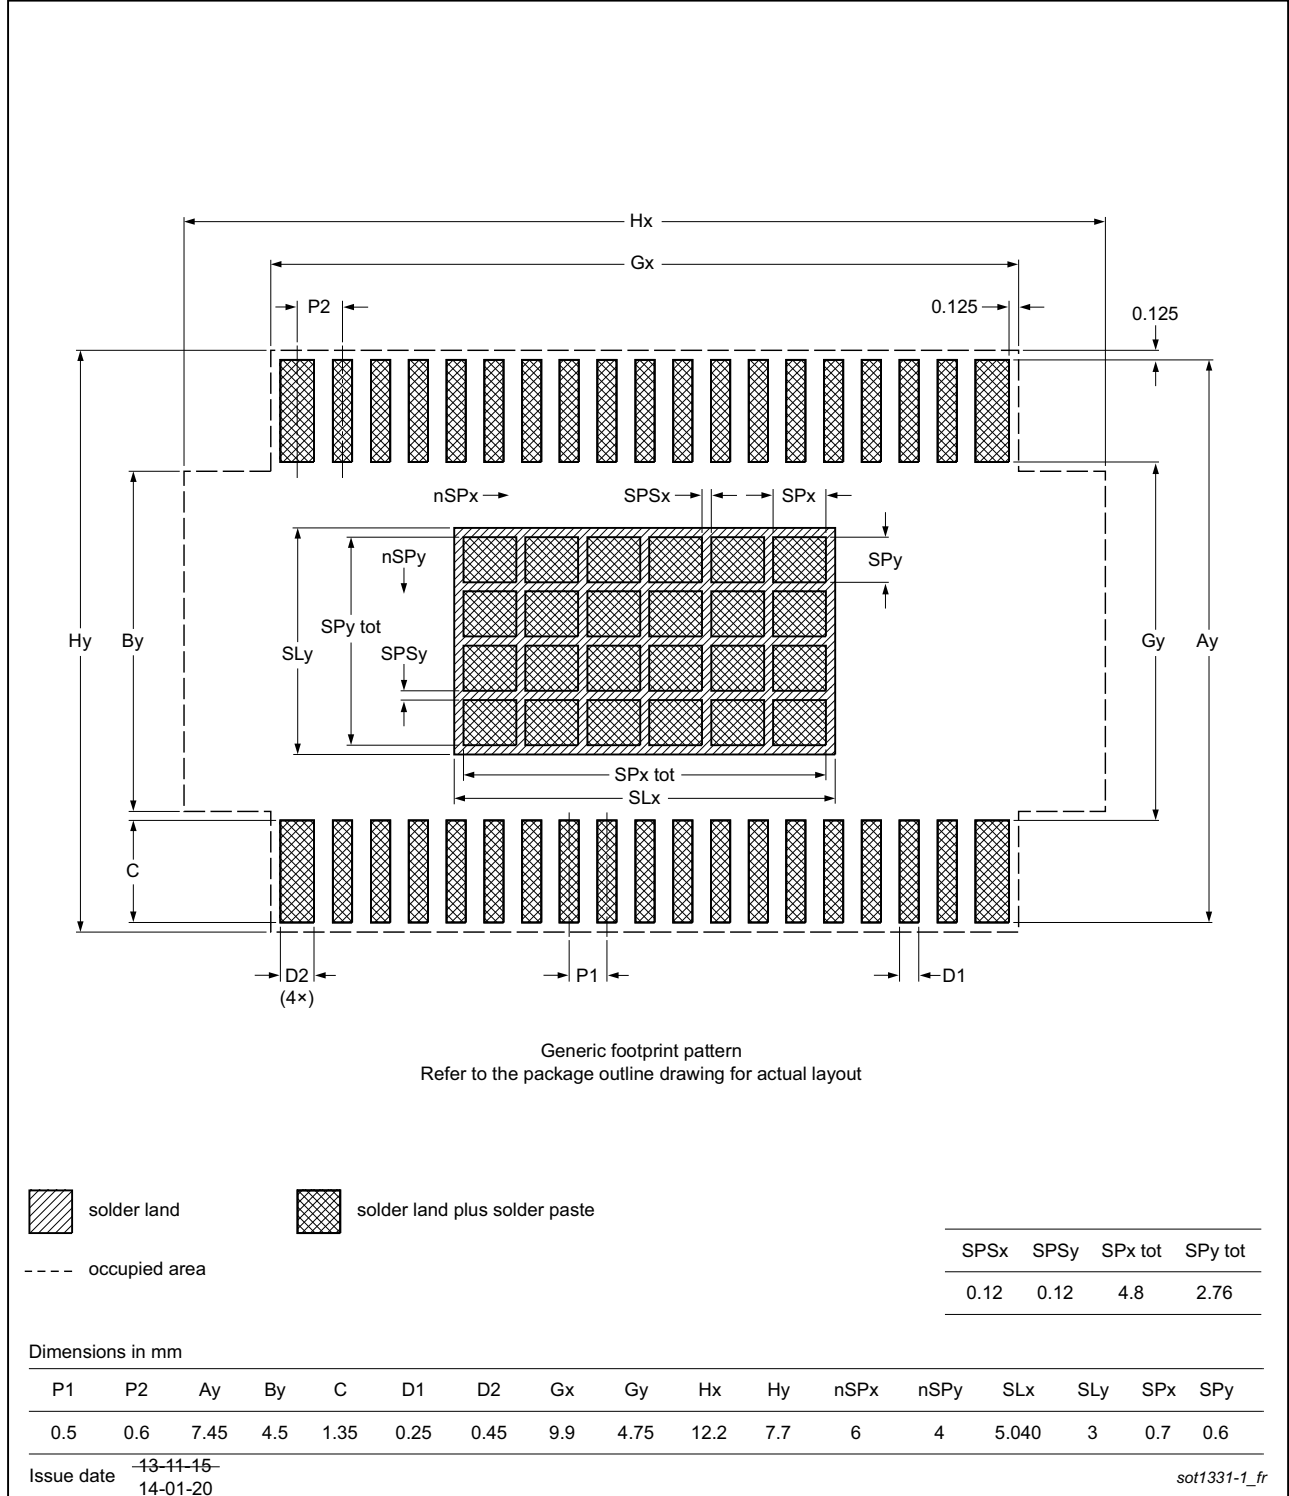 Hx
Gx
P2
0.125
0.125
nSPx
SPSx
SPx
nSPy
SPy
SPy tot
Hy
By
SLy
SPSy
Gy
Ay
SPx tot
SLx
C
D2
(4×)
P1
D1
Generic footprint pattern
Refer to the package outline drawing for actual layout
solder land
solder land plus solder paste
occupied area
SPSx SPSy SPx tot SPy tot
0.12 0.12 4.8 2.76
Dimensions in mm
P1 P2 Ay By C D1 D2 Gx Gy Hx Hy nSPx nSPy SLx SLy SPx SPy
0.5 0.6 7.45 4.5 1.35 0.25 0.45 9.9 4.75 12.2 7.7 6 4 5.040 3 0.7 0.6
Issue date 13-11-15
14-01-20
sot1331-1_fr